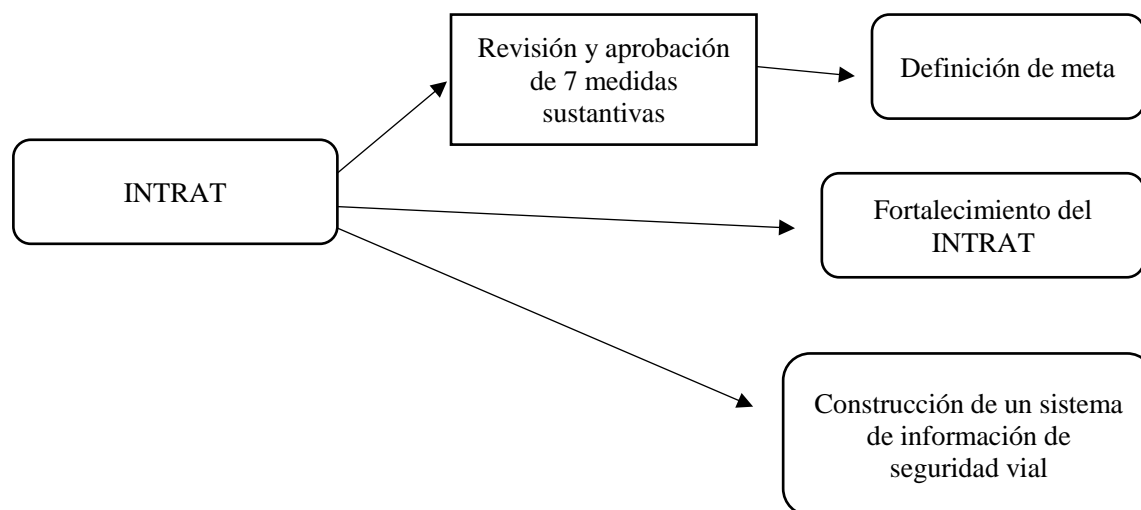 INTRAT
Revisión y aprobación
de 7 medidas
sustantivas
Definición de meta
Fortalecimiento del
INTRAT
Construcción de un sistema
de información de
seguridad vial